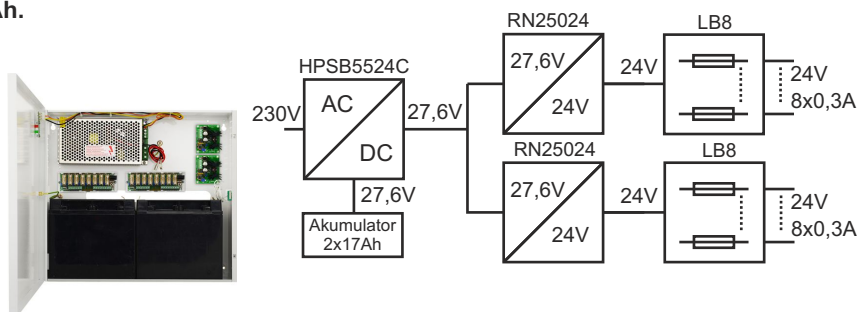 Ah.
HPSB5524C
230V
AC
DC
27,6V
27,6V
Akumulator
2x17Ah
RN25024
27,6V
24V
24V
LB8
24V
8x0,3A
RN25024
27,6V
24V
24V
LB8
24V
8x0,3A